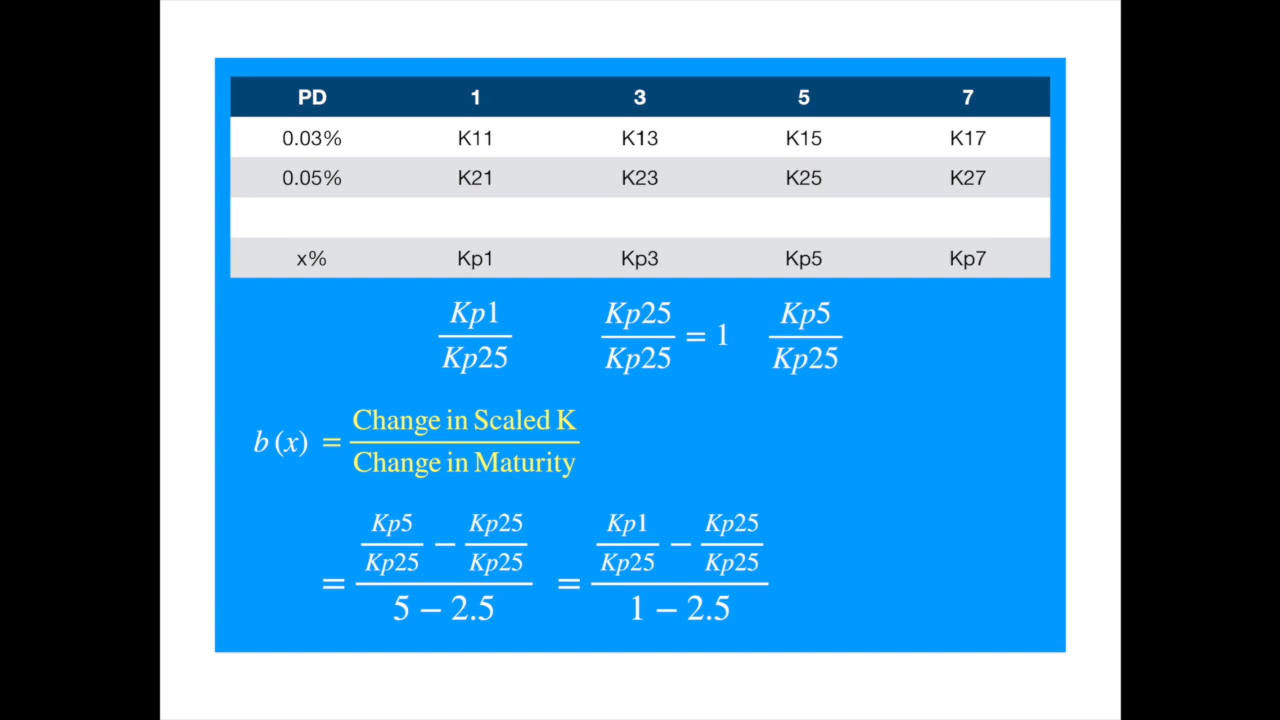 PD 1 3 5 7
0.03% K11 K13 K15 K17
0.05% K21 K23 K25 K27
x% Kp1 Kp3 Kp5 Kp7
Kp1 Kp25 Kp5
= 1
Kp25 Kp25 Kp25
Change in Scaled K
b (x) =
Change in Maturity
Kp5 Kp25 Kp1 Kp25
− −
Kp25 Kp25 Kp25 Kp25
= =
5 − 2.5 1 − 2.5